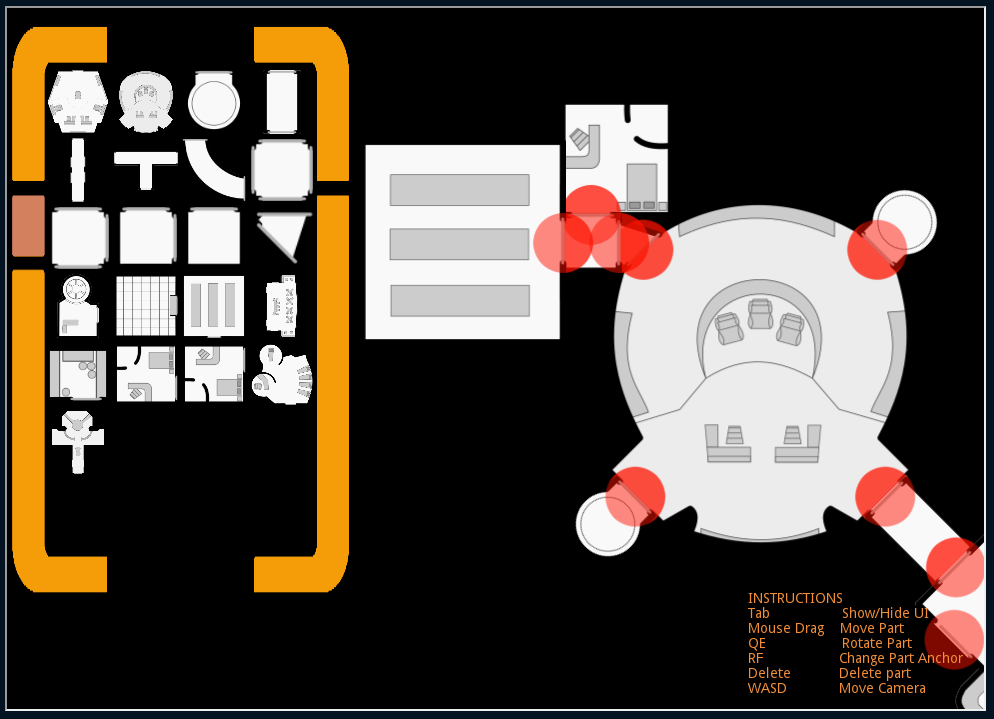 INSTRUCTIONS
Tab Show/Hide UI
Mouse Drag Move Part
QE Rotate Part
RF Change Part Anchor
Delete Delete part
WASD Move Camera